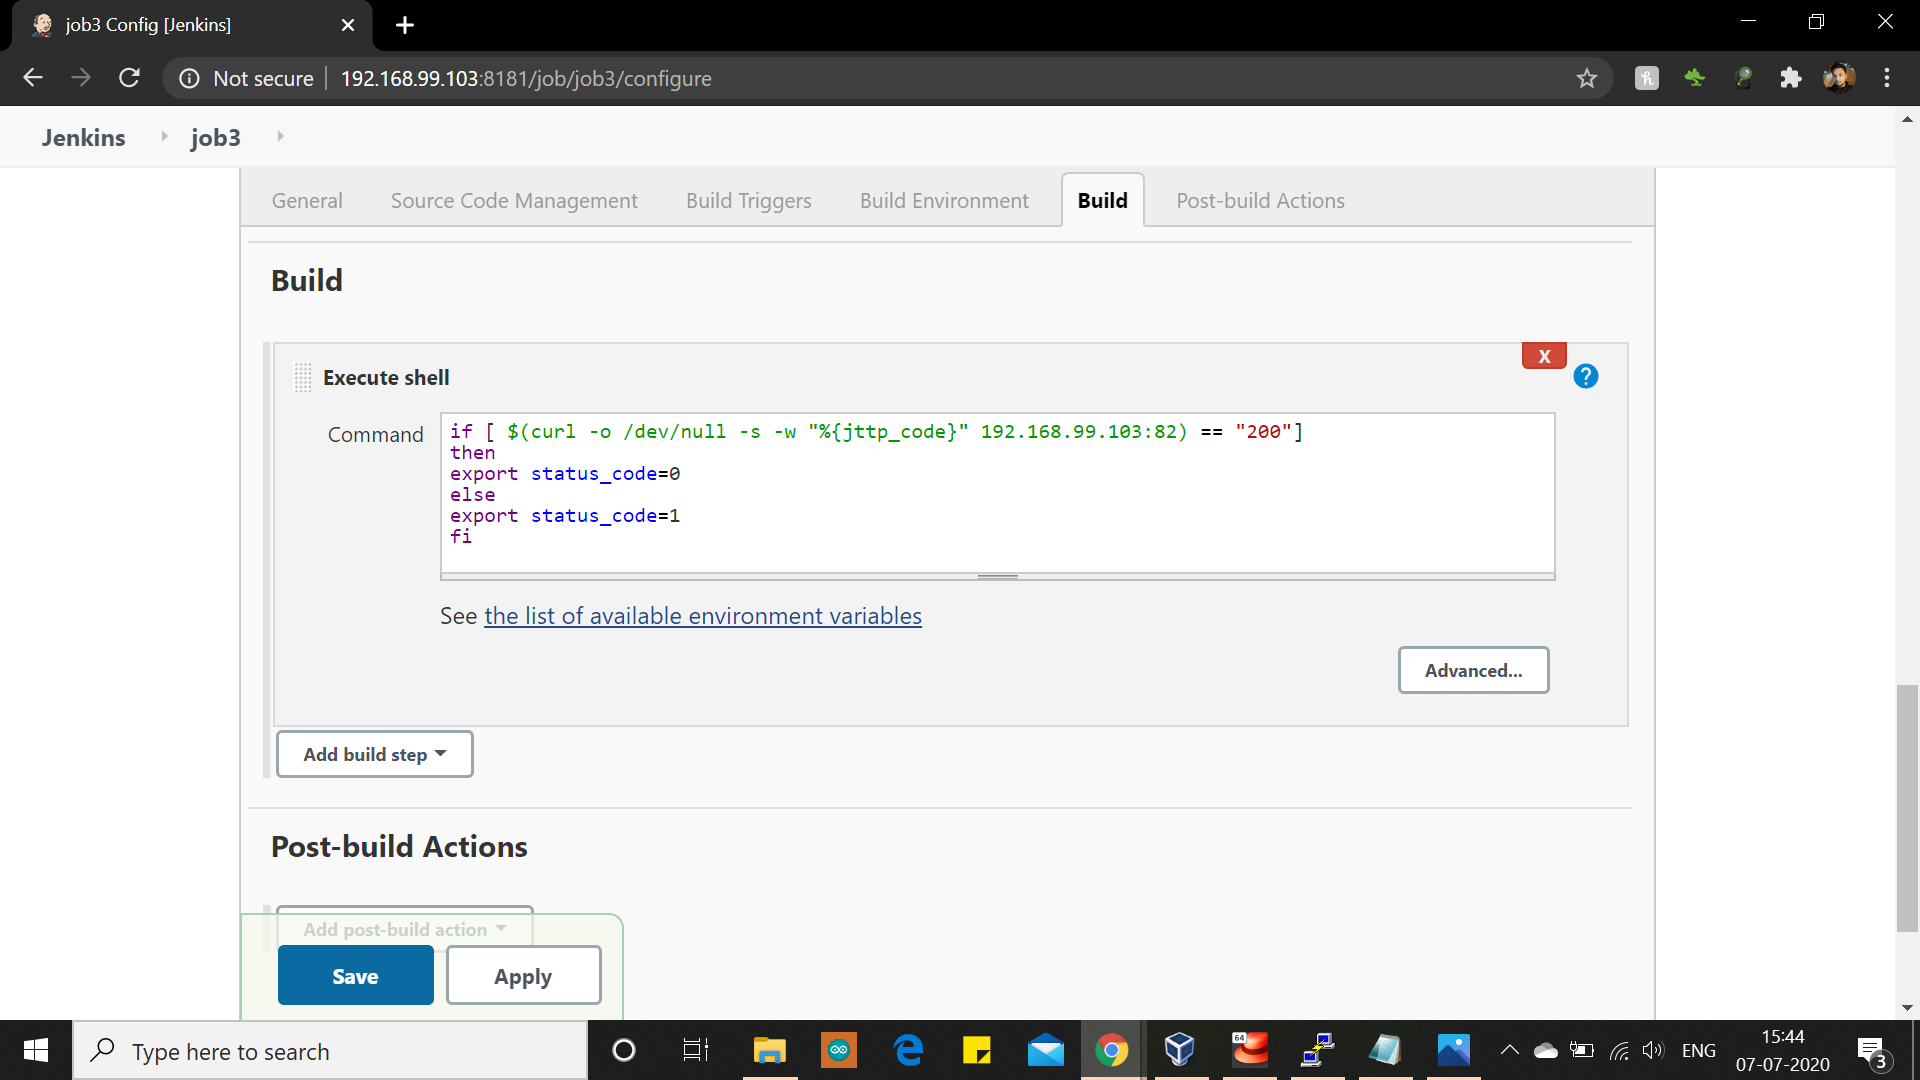 job3 Config [Jenkins]
Not secure
192.168.99.103:8181/job/job3/configure
Jenkins
job3
General
Source Code Management
Build Triggers
Build Environment
Build
Post-build Actions
Build
X
Execute shell
?
Command
if [ $(curl -o /dev/null -s -w "%{jttp_code}" 192.168.99.103:82) == "200"]
then
export status_code=0
else
export status_code=1
fi
See the list of available environment variables
Advanced...
Add build step
Post-build Actions
Add post-build action
Save
Apply
Type here to search
64
ENG
15:44
07-07-2020
3